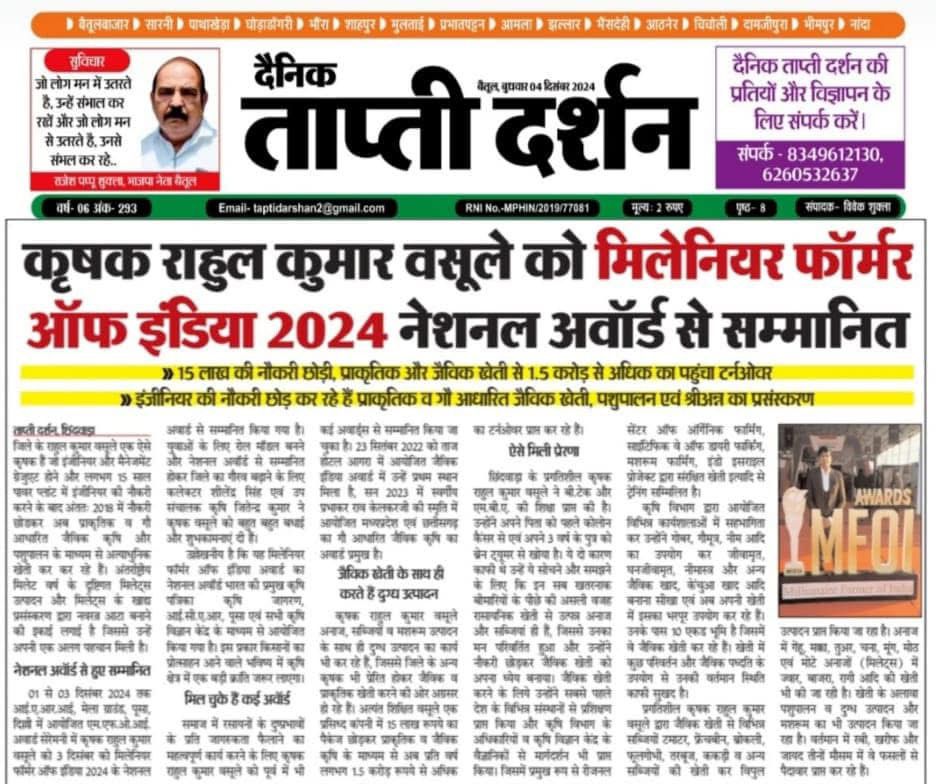 बैतूलबाजार ❱ सारनी ❱ पाथाखेड़ा ❱ घोड़ाडोंगरी ❱ भौंरा ❱ शाहपुर ❱ मुलताई ❱ प्रभातपट्टन ❱ आमला ❱ झल्लार ❱ भैंसदेही ❱ आठनेर ❱ चिचोली ❱ दामजीपुरा ❱ भीमपुर ❱ नांदा
सुविचार
जो लोग मन में उतरते
है, उन्हें संभाल कर
रखें और जो लोग मन
से उतरते है, उनसे
संभल कर रहे..
राजेश पप्पू शुक्ला, भाजपा नेता बैतूल
दैनिक
बैतूल, बुधवार 04 दिसंबर 2024
ताप्ती दर्शन
दैनिक ताप्ती दर्शन की
प्रतियों और विज्ञापन के
लिए संपर्क करें।
संपर्क - 8349612130,
6260532637
वर्ष- 06 अंक- 293
Email- taptidarshan2@gmail.com
RNI No.-MPHIN/2019/77081
मूल्य: 2 रुपए
पृष्ठ- 8
संपादक- विवेक शुक्ला
कृषक राहुल कुमार वसूले को मिलेनियर फॉर्मर
ऑफ इंडिया 2024 नेशनल अवॉर्ड से सम्मानित
» 15 लाख की नौकरी छोड़ी, प्राकृतिक और जैविक खेती से 1.5 करोड़ से अधिक का पहुंचा टर्नओवर
» इंजीनियर की नौकरी छोड़ कर रहे हैं प्राकृतिक व गौ आधारित जैविक खेती, पशुपालन एवं श्रीअन्न का प्रसंस्करण
ताप्ती दर्शन, छिंदवाड़ा
जिले के राहुल कुमार वसूले एक ऐसे
कृषक है जो इंजीनियर और मैनेजमेंट
ग्रेजुएट होने और लगभग 15 साल
पावर प्लांट में इंजीनियर की नौकरी
करने के बाद अंततः 2018 में नौकरी
छोडकर अब प्राकृतिक व गौ
आधारित जैविक कृषि और
पशुपालन के माध्यम से अत्याधुनिक
खेती कर कर रहे हैं। अंतर्राष्ट्रीय
मिलेट वर्ष के दृष्टिगत मिलेट्स
उत्पादन और मिलेट्स के खाद्य
प्रसंस्करण द्वारा नवरत्न आटा बनाने
की इकाई लगाई है जिससे उन्होंने
अपनी एक अलग पहचान मिली है।
नेशनल अवॉर्ड से हुए सम्मानित
01 से 03 दिसंबर 2024 तक
आई.ए.आर.आई, मेला ग्राउंड, पूसा,
दिल्ली में आयोजित एम.एफ.ओ.आई.
अवॉर्ड सेरेमनी में कृषक राहुल कुमार
वसूले को 3 दिसंबर को मिलेनियर
फॉर्मर ऑफ इंडिया 2024 के नेशनल
अवार्ड से सम्मानित किया गया है।
युवाओं के लिए रोल मॉडल बनने
और नेशनल अवॉर्ड से सम्मानित
होकर जिले का गौरव बढ़ाने के लिए
कलेक्टर शीलेंद्र सिंह एवं उप
संचालक कृषि जितेन्द्र कुमार ने
कृषक वसूले को बहुत बहुत बधाई
और शुभकामनाएं दी हैं।
उल्लेखनीय है कि यह मिलेनियर
फॉर्मर ऑफ इंडिया अवार्ड का
नेशनल अवॉर्ड भारत की प्रमुख कृषि
पत्रिका कृषि जागरण,
आई.सी.ए.आर, पूसा एवं सभी कृषि
विज्ञान केंद्र के माध्यम से आयोजित
किया गया है। इस प्रकार किसानों का
प्रोत्साहन आने वाले भविष्य में कृषि
क्षेत्र में एक बड़ी क्रांति जरूर लाएगा।
मिल चुके हैं कई अवॉर्ड
समाज में रसायनों के दुष्प्रभावों
के प्रति जागरूकता फैलाने का
महत्वपूर्ण कार्य करने के लिए कृषक
राहुल कुमार वसूले को पूर्व में भी
कई अवॉर्ड्स से सम्मानित किया जा
चुका है। 23 सितंबर 2022 को ताज
होटल आगरा में आयोजित जैविक
इंडिया अवार्ड में उन्हें प्रथम स्थान
मिला है, सन 2023 में स्वर्गीय
प्रभाकर राव केलकरजी की स्मृति में
आयोजित मध्यप्रदेश एवं छत्तीसगढ़
का गौ आधारित जैविक कृषि का
अवार्ड प्रमुख है।
जैविक खेती के साथ ही
करते हैं दुग्ध उत्पादन
कृषक राहुल कुमार वसूले
अनाज, सब्जियों व मशरूम उत्पादन
के साथ ही दुग्ध उत्पादन का कार्य
भी कर रहे हैं, जिससे जिले के अन्य
कृषक भी प्रेरित होकर जैविक व
प्राकृतिक खेती करने की ओर अग्रसर
हो रहे हैं। अत्यंत शिक्षित वसूले एक
प्रसिध्द कंपनी में 15 लाख रूपये का
पैकेज छोड़कर प्राकृतिक व जैविक
कृषि के माध्यम से अब प्रति वर्ष
लगभग 1.5 करोड़ रूपये से अधिक
का टर्नओवर प्राप्त कर रहे हैं।
ऐसे मिली प्रेरणा
छिंदवाड़ा के प्रगतिशील कृषक
राहुल कुमार वसूले ने बी.टेक और
एम.बी.ए. की शिक्षा प्राप्त की है।
उन्होंने अपने पिता को पहले कोलोन
कैंसर से एवं अपने 3 वर्ष के पुत्र को
ब्रेन ट्यूमर से खोया है। ये दो कारण
काफी थे उन्हें ये सोचने और समझने
के लिए कि इन सब खतरनाक
बीमारियों के पीछे की असली वजह
रासायनिक खेती से उत्पन्न अनाज
और सब्जियां ही है, जिससे उनका
मन परिवर्तित हुआ और उन्होंने
नौकरी छोड़कर जैविक खेती को
अपना ध्येय बनाया। जैविक खेती
करने के लिये उन्होंने सबसे पहले
देश के विभिन्न संस्थानों से प्रशिक्षण
प्राप्त किया और कृषि विभाग के
अधिकारियों व कृषि विज्ञान केंद्र के
वैज्ञानिकों से मार्गदर्शन भी प्राप्त
किया। जिसमें प्रमुख रूप से रीजनल
सेंटर ऑफ ऑर्गेनिक फार्मिंग,
साइंटिफिक वे ऑफ डायरी फार्मिंग,
मशरूम फार्मिंग, इंडो इसराइल
प्रोजेक्ट द्वारा संरक्षित खेती इत्यादि से
ट्रेनिंग सम्मिलित है।
कृषि विभाग द्वारा आयोजित
विभिन्न कार्यशालाओं में सहभागिता
कर उन्होंने गोबर, गौमूत्र, नीम आदि
का उपयोग कर जीवामृत,
घनजीवामृत, नीमास्त्र और अन्य
जैविक खाद, केंचुआ खाद आदि
बनाना सीखा एवं अब अपनी खेती
में इसका भरपूर उपयोग कर रहे हैं।
उनके पास 10 एकड भूमि है जिसमें
वे जैविक खेती कर रहे है। खेती में
कुछ परिवर्तन और जैविक पध्दति के
उपयोग से उनकी वर्तमान स्थिति
काफी सुखद है।
प्रगतिशील कृषक राहुल कुमार
वसूले द्वारा जैविक खेती से विभिन्न
सब्जियों टमाटर, फ्रेंचबीन, ब्रोकली,
फूलगोभी, तरबूज, ककड़ी व अन्य
सब्जियों की खेती कर विपुल
AWARDS
MFOI
Millionaire Farmer of India
उत्पादन प्राप्त किया जा रहा है। अनाज
में गेंहू, मक्का, तुअर, चना, मूंग, मोठ
एवं मोटे अनाजों (मिलेट्स) में
ज्वार, बाजरा, रागी आदि की खेती
भी की जा रही है। खेती के अलावा
पशुपालन व दुग्ध उत्पादन और
मशरूम का भी उत्पादन किया जा
रहा है। वर्तमान में रबी, खरीफ और
जायद तीनों मौसम में वे फसलों से
पैदावार प्राप्त कर रहे है।